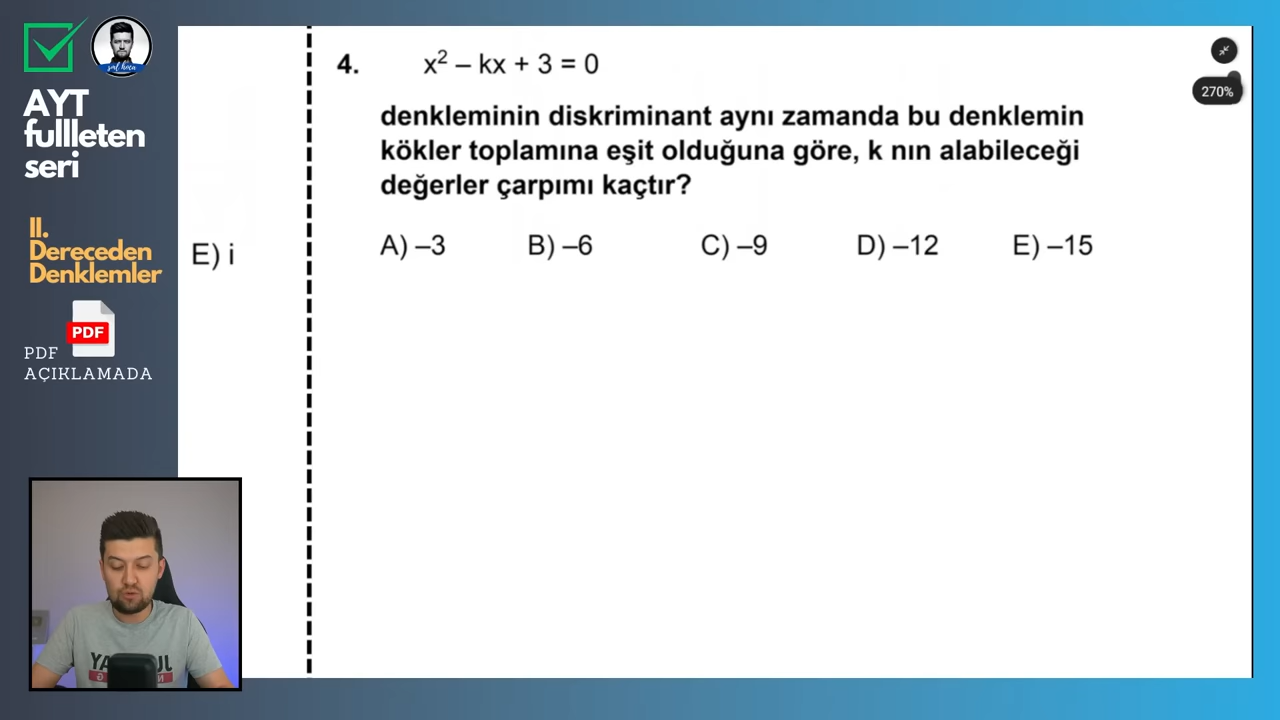 AYT
fullleten
seri
II.
Dereceden
Denklemler
PDF
PDF
AÇIKLAMADA
E) i
4. x² – kx + 3 = 0
denkleminin diskriminant aynı zamanda bu denklemin
kökler toplamına eşit olduğuna göre, k nın alabileceği
değerler çarpımı kaçtır?
A) –3 B) –6 C) –9 D) –12 E) –15
270%